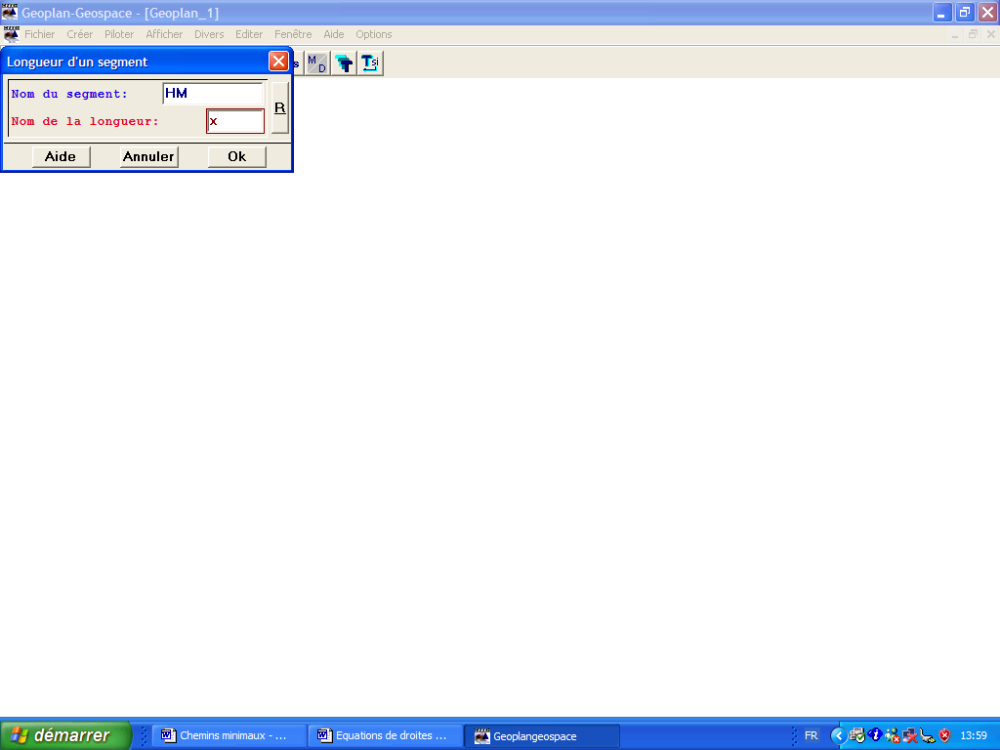 Geoplan-Geospace - [Geoplan_1]
Fichier Créer Piloter Afficher Divers Editer Fenêtre Aide Options
Longueur d'un segment
s M D Tsi
Nom du segment: HM
R
Nom de la longueur: x
Aide Annuler Ok
démarrer Chemins minimaux - ... Equations de droites ... Geoplangeospace FR 13:59